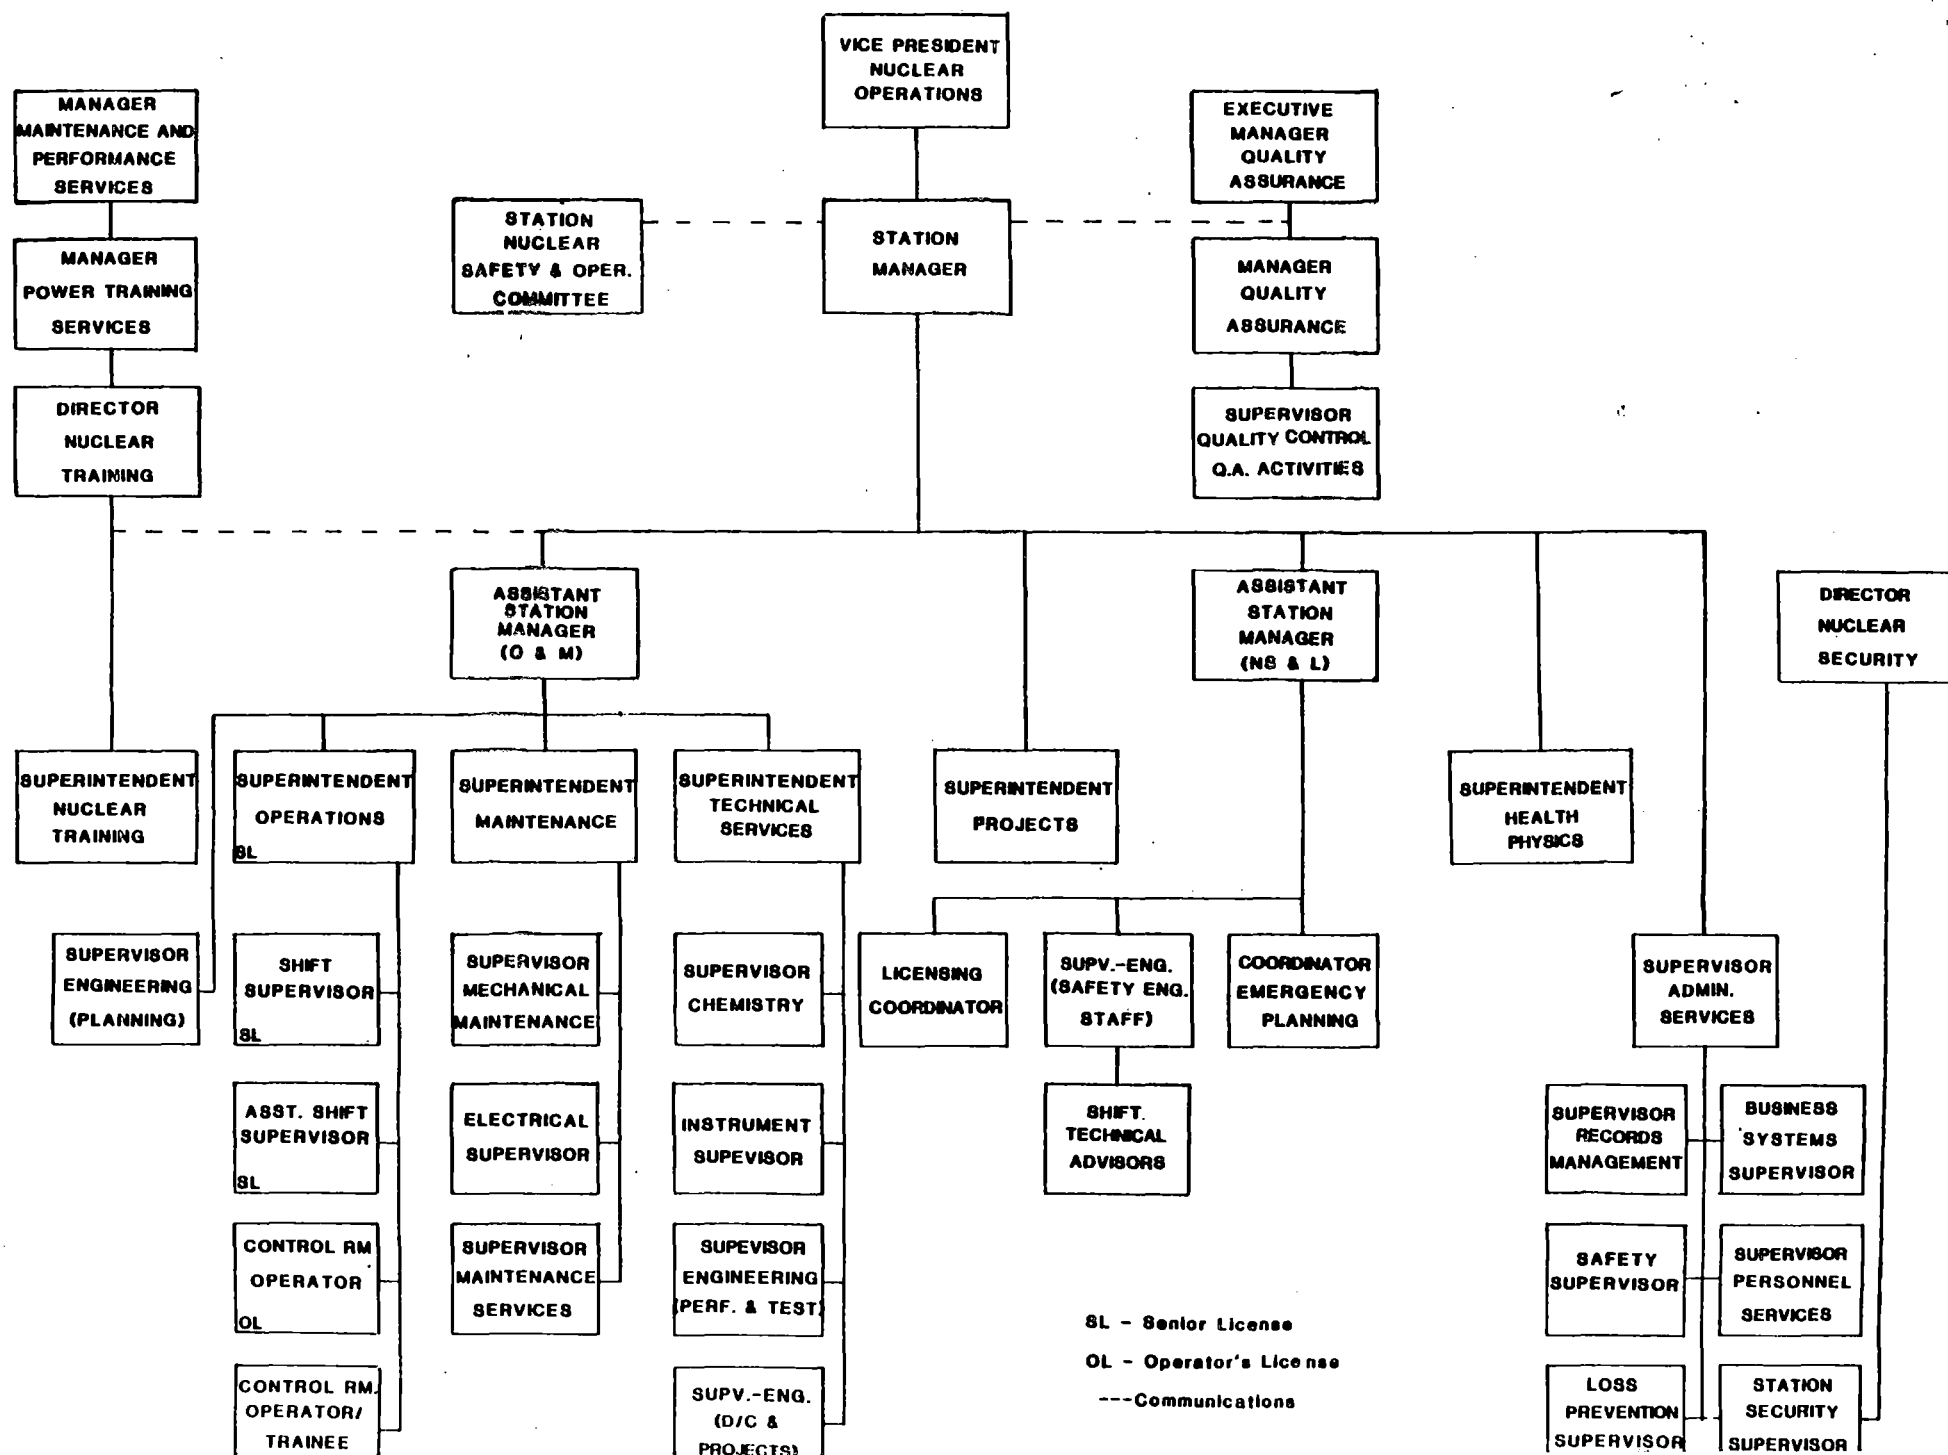 VICE PRESIDENT
NUCLEAR
OPERATIONS
MANAGER
MAINTENANCE AND
PERFORMANCE
SERVICES
EXECUTIVE
MANAGER
QUALITY
ASSURANCE
STATION
NUCLEAR
SAFETY & OPER.
COMMITTEE
STATION
MANAGER
MANAGER
POWER TRAINING
SERVICES
MANAGER
QUALITY
ASSURANCE
DIRECTOR
NUCLEAR
TRAINING
SUPERVISOR
QUALITY CONTROL
Q.A. ACTIVITIES
ASSISTANT
STATION
MANAGER
(O & M)
ASSISTANT
STATION
MANAGER
(NS & L)
DIRECTOR
NUCLEAR
SECURITY
SUPERINTENDENT
NUCLEAR
TRAINING
SUPERINTENDENT
OPERATIONS
SL
SUPERINTENDENT
MAINTENANCE
SUPERINTENDENT
TECHNICAL
SERVICES
SUPERINTENDENT
PROJECTS
SUPERINTENDENT
HEALTH
PHYSICS
SUPERVISOR
ENGINEERING
(PLANNING)
SHIFT
SUPERVISOR
SL
SUPERVISOR
MECHANICAL
MAINTENANCE
SUPERVISOR
CHEMISTRY
LICENSING
COORDINATOR
SUPV.-ENG.
(SAFETY ENG.
STAFF)
COORDINATOR
EMERGENCY
PLANNING
SUPERVISOR
ADMIN.
SERVICES
ASST. SHIFT
SUPERVISOR
SL
ELECTRICAL
SUPERVISOR
INSTRUMENT
SUPEVISOR
SHIFT.
TECHNICAL
ADVISORS
SUPERVISOR
RECORDS
MANAGEMENT
BUSINESS
SYSTEMS
SUPERVISOR
CONTROL RM
OPERATOR
OL
SUPERVISOR
MAINTENANCE
SERVICES
SUPEVISOR
ENGINEERING
(PERF. & TEST)
SAFETY
SUPERVISOR
SUPERVISOR
PERSONNEL
SERVICES
CONTROL RM.
OPERATOR/
TRAINEE
SUPV.-ENG.
(D/C &
PROJECTS)
LOSS
PREVENTION
SUPERVISOR
STATION
SECURITY
SUPERVISOR
SL - Senior License
OL - Operator's License
---Communications